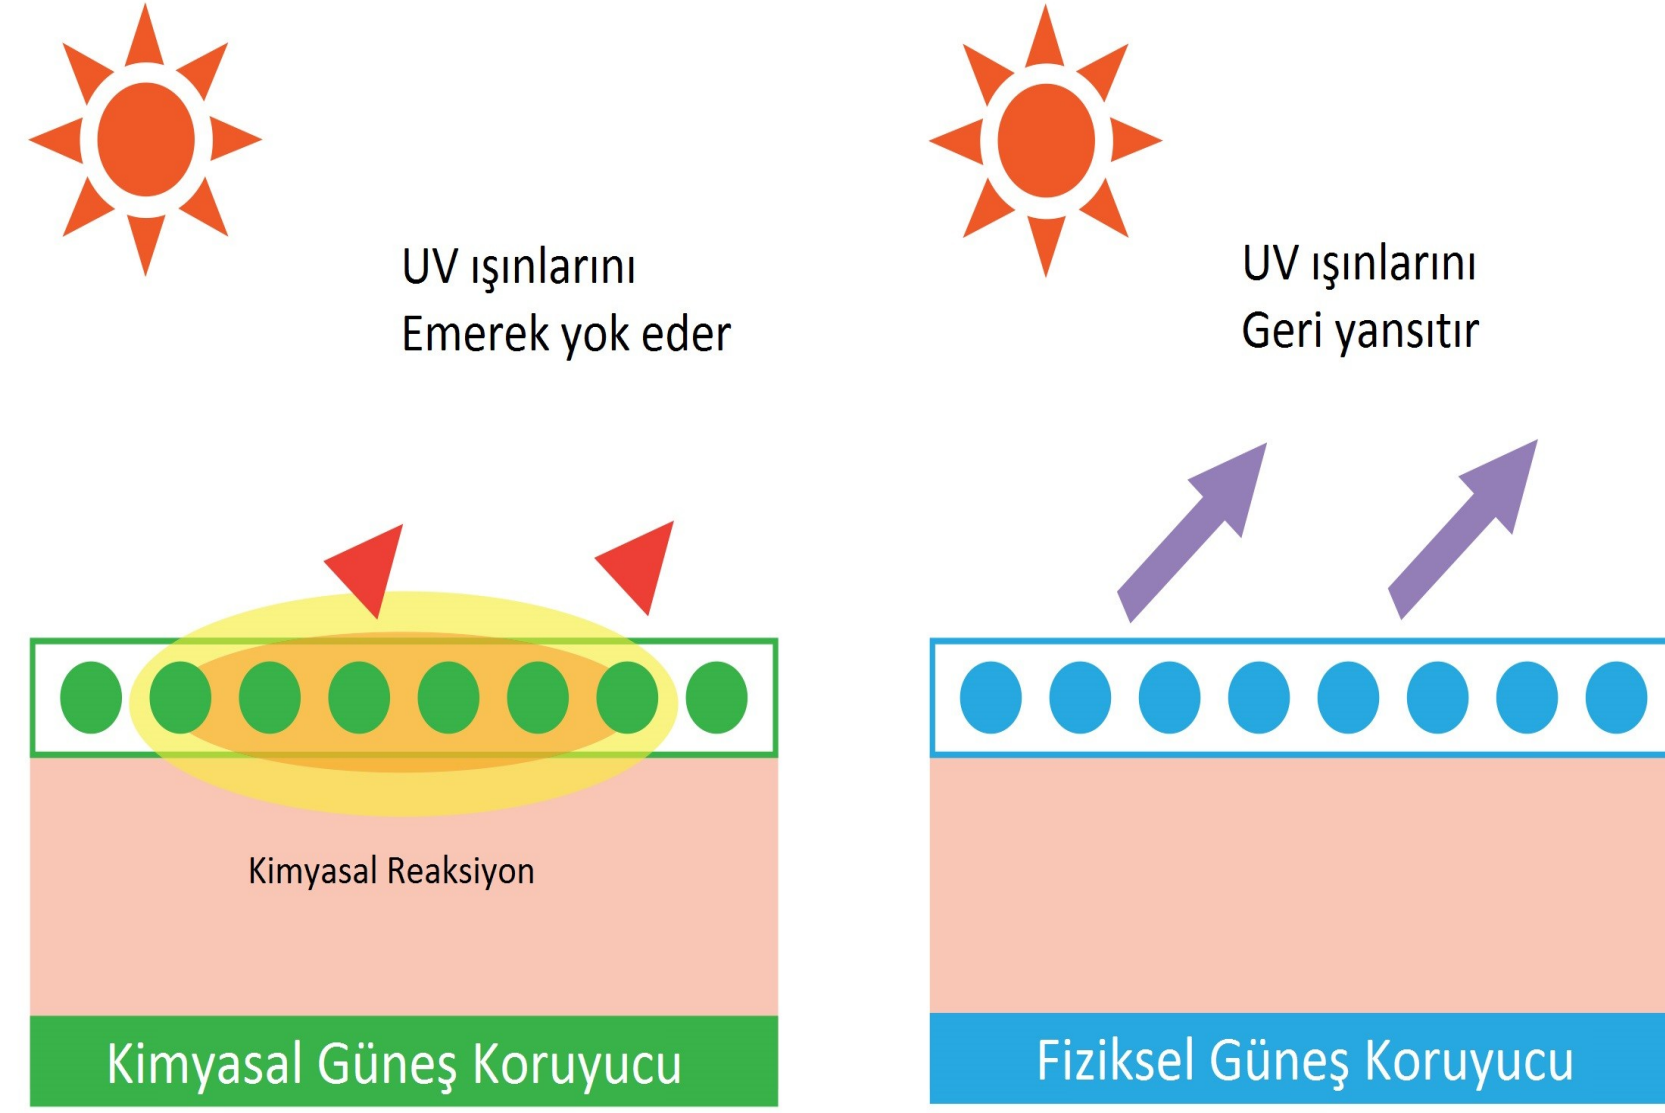 UV ışınlarını
Emerek yok eder
Kimyasal Reaksiyon
Kimyasal Güneş Koruyucu
UV ışınlarını
Geri yansıtır
Fiziksel Güneş Koruyucu